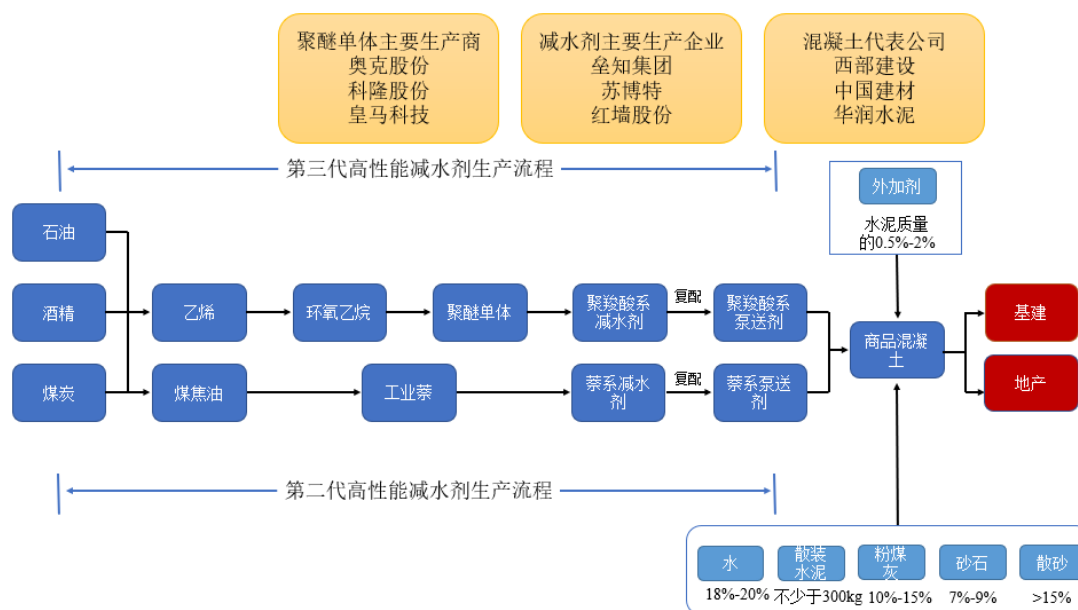 聚醚单体主要生产商
奥克股份
科隆股份
皇马科技
减水剂主要生产企业
垒知集团
苏博特
红墙股份
混凝土代表公司
西部建设
中国建材
华润水泥
第三代高性能减水剂生产流程
外加剂
水泥质量
的0.5%-2%
石油
酒精
乙烯
环氧乙烷
聚醚单体
聚羧酸系
减水剂
复配
聚羧酸系
泵送剂
商品混凝
土
基建
地产
煤炭
煤焦油
工业萘
萘系减水
剂
复配
萘系泵送
剂
第二代高性能减水剂生产流程
水
18%-20%
散装
水泥
不少于300kg
粉煤
灰
10%-15%
砂石
7%-9%
散砂
>15%